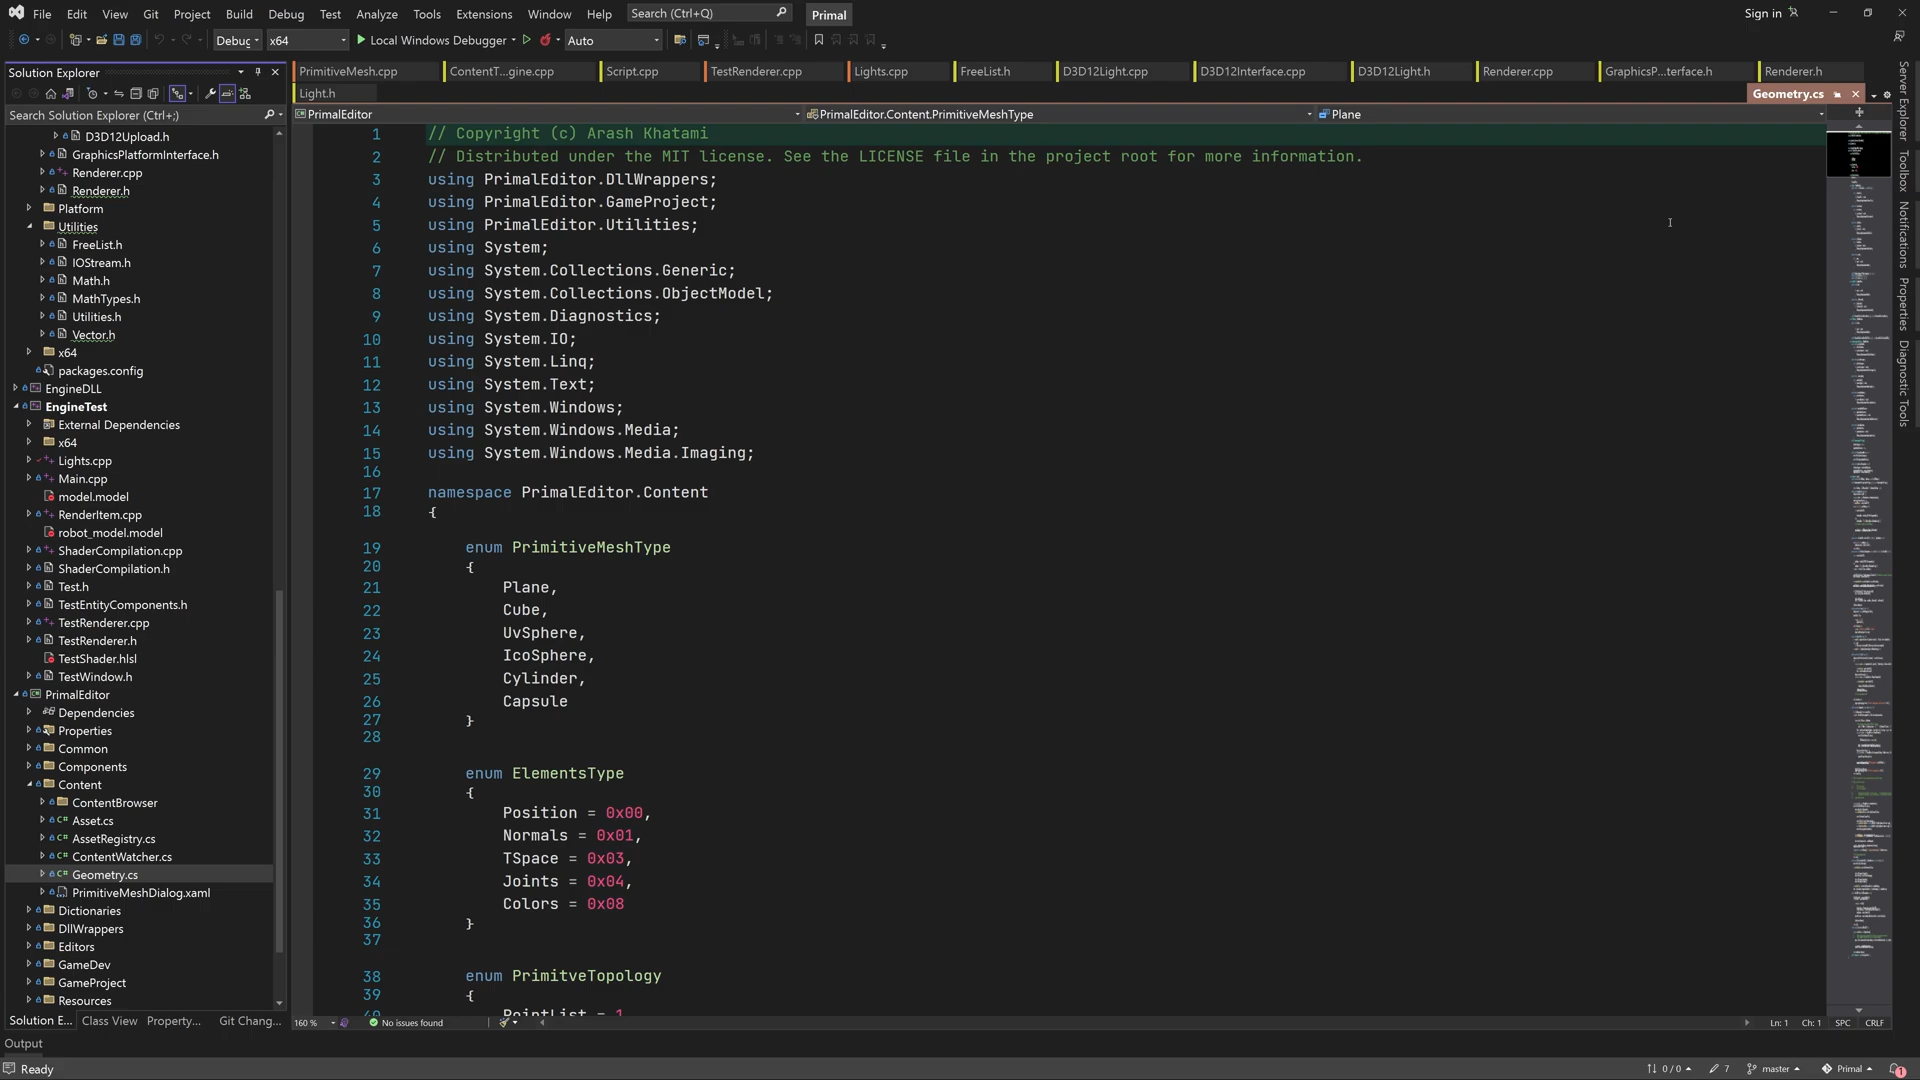 File Edit View Git Project Build Debug Test Analyze Tools Extensions Window Help Search (Ctrl+Q) Primal Sign in
Debug x64 Local Windows Debugger Auto
Solution Explorer
Search Solution Explorer (Ctrl+;)
D3D12Upload.h
GraphicsPlatformInterface.h
Renderer.cpp
Renderer.h
Platform
Utilities
FreeList.h
IOStream.h
Math.h
MathTypes.h
Utilities.h
Vector.h
x64
packages.config
EngineDLL
EngineTest
External Dependencies
x64
Lights.cpp
Main.cpp
model.model
RenderItem.cpp
robot_model.model
ShaderCompilation.cpp
ShaderCompilation.h
Test.h
TestEntityComponents.h
TestRenderer.cpp
TestRenderer.h
TestShader.hlsl
TestWindow.h
PrimalEditor
Dependencies
Properties
Common
Components
Content
ContentBrowser
Asset.cs
AssetRegistry.cs
ContentWatcher.cs
Geometry.cs
PrimitiveMeshDialog.xaml
Dictionaries
DllWrappers
Editors
GameDev
GameProject
Resources
Solution E... Class View Property... Git Chang...
PrimitiveMesh.cpp ContentT...gine.cpp Script.cpp TestRenderer.cpp Lights.cpp FreeList.h D3D12Light.cpp D3D12Interface.cpp D3D12Light.h Renderer.cpp GraphicsP...terface.h Renderer.h
Light.h Geometry.cs
PrimalEditor PrimalEditor.Content.PrimitiveMeshType Plane
1 // Copyright (c) Arash Khatami
2 // Distributed under the MIT license. See the LICENSE file in the project root for more information.
3 using PrimalEditor.DllWrappers;
4 using PrimalEditor.GameProject;
5 using PrimalEditor.Utilities;
6 using System;
7 using System.Collections.Generic;
8 using System.Collections.ObjectModel;
9 using System.Diagnostics;
10 using System.IO;
11 using System.Linq;
12 using System.Text;
13 using System.Windows;
14 using System.Windows.Media;
15 using System.Windows.Media.Imaging;
16
17 namespace PrimalEditor.Content
18 {
19 enum PrimitiveMeshType
20 {
21 Plane,
22 Cube,
23 UvSphere,
24 IcoSphere,
25 Cylinder,
26 Capsule
27 }
28
29 enum ElementsType
30 {
31 Position = 0x00,
32 Normals = 0x01,
33 TSpace = 0x03,
34 Joints = 0x04,
35 Colors = 0x08
36 }
37
38 enum PrimitveTopology
39 {
40 PointList = 1,
160 % No issues found Ln: 1 Ch: 1 SPC CRLF
Server Explorer
Toolbox
Notifications
Properties
Diagnostic Tools
Output
Ready 0 / 0 7 master Primal 1